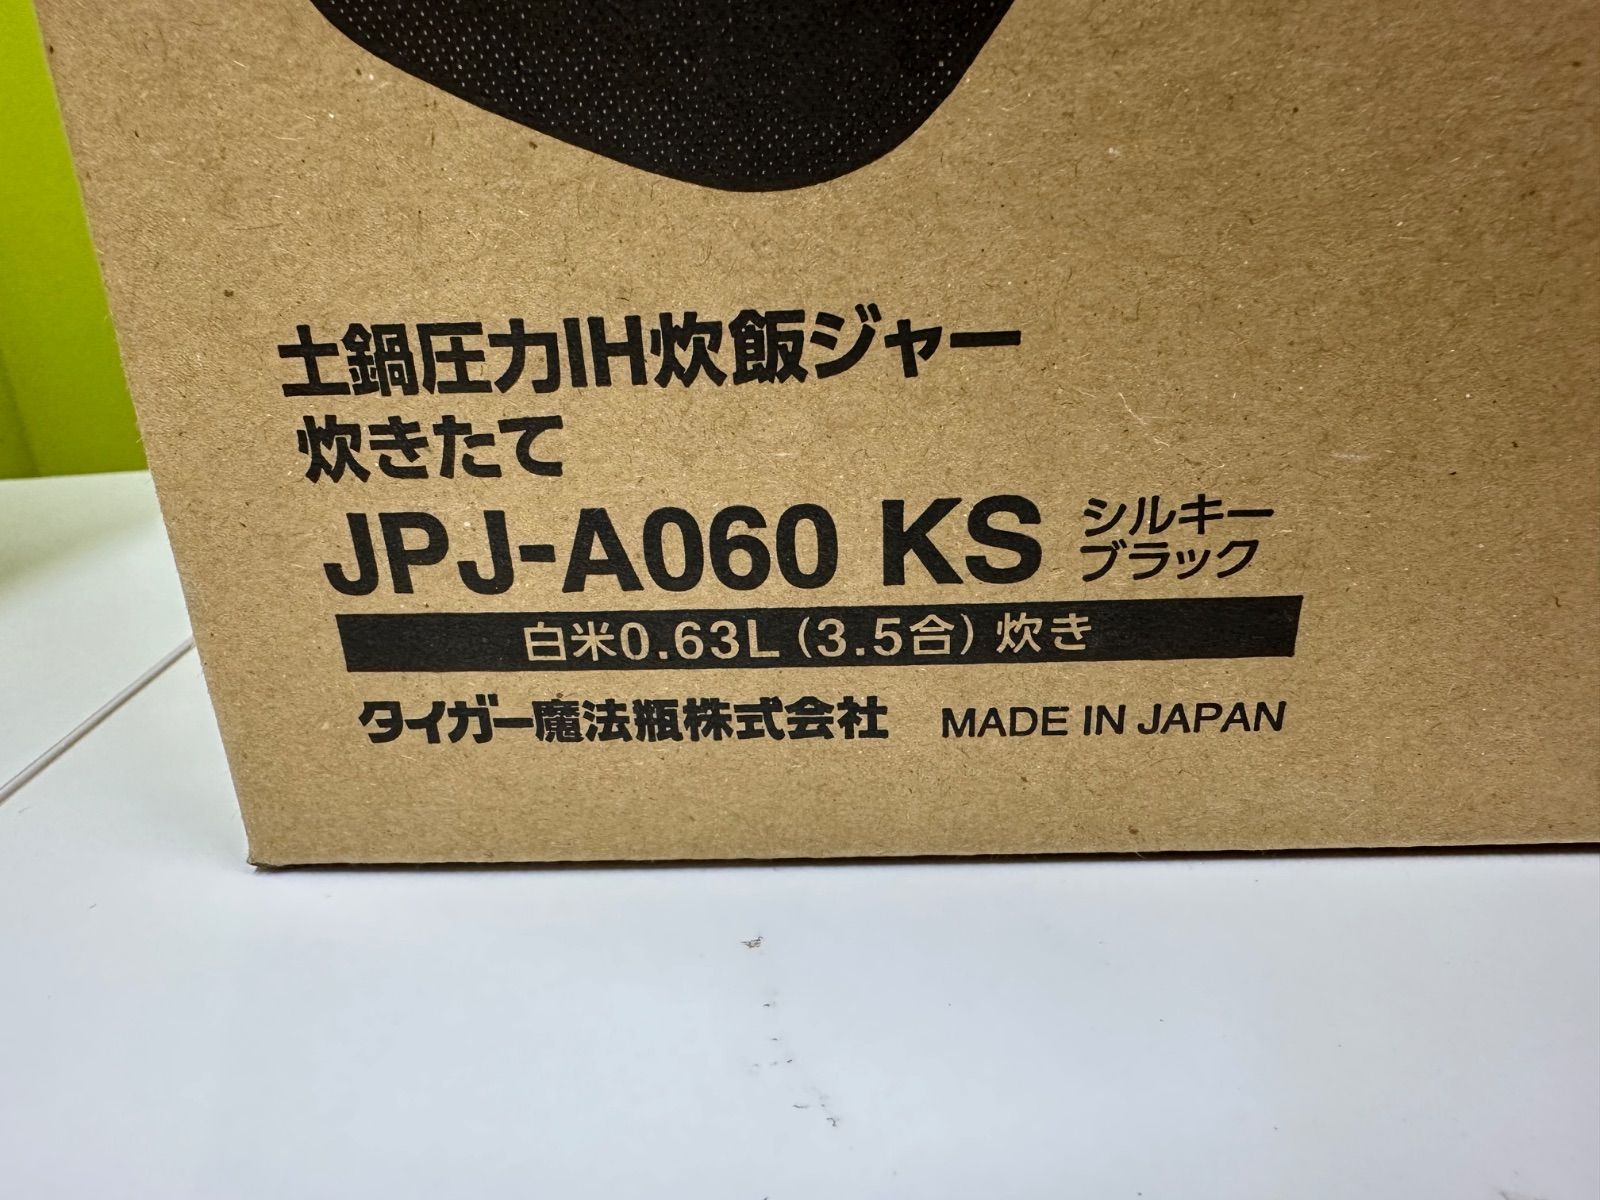 土鍋圧力IH炊飯ジャー
炊きたて
JPJ-A060 KS シルキーブラック
白米0.63L(3.5合)炊き
タイガー魔法瓶株式会社 MADE IN JAPAN